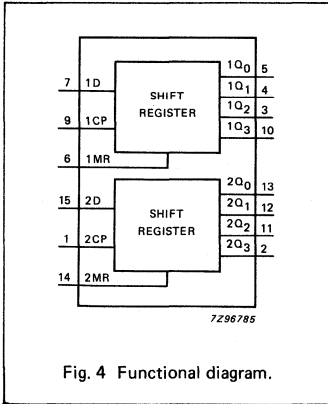 7 1D
SHIFT
REGISTER
1Q0 5
1Q1 4
9 1CP
1Q2 3
1Q3 10
6 1MR
15 2D
SHIFT
REGISTER
2Q0 13
2Q1 12
1 2CP
2Q2 11
2Q3 2
14 2MR
7Z96785
Fig. 4 Functional diagram.